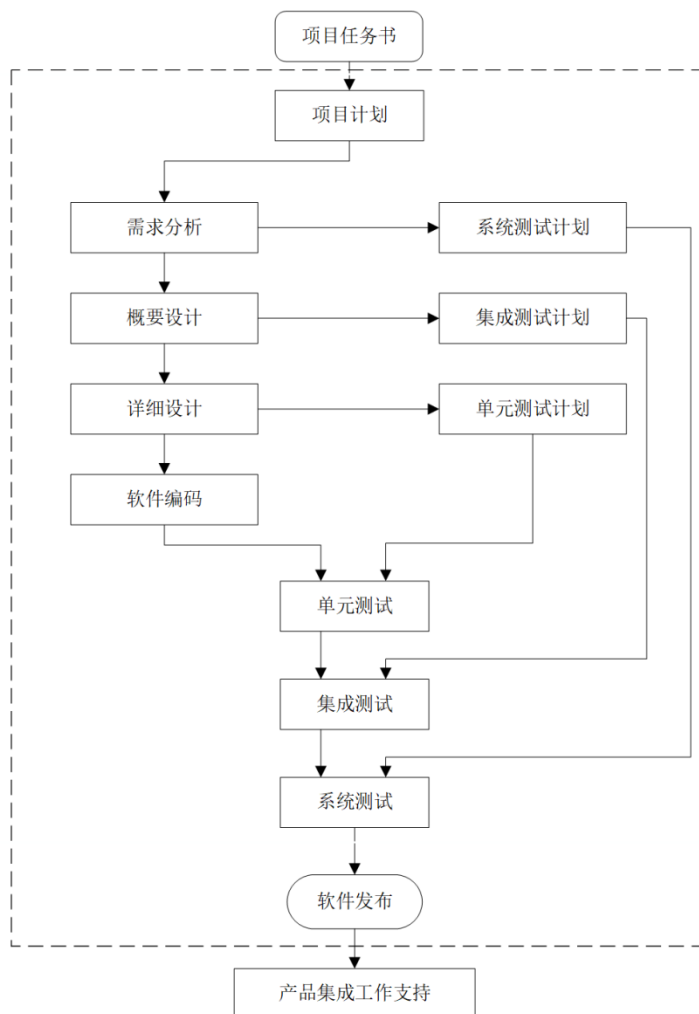 项目任务书
项目计划
需求分析
系统测试计划
概要设计
集成测试计划
详细设计
单元测试计划
软件编码
单元测试
集成测试
系统测试
软件发布
产品集成工作支持